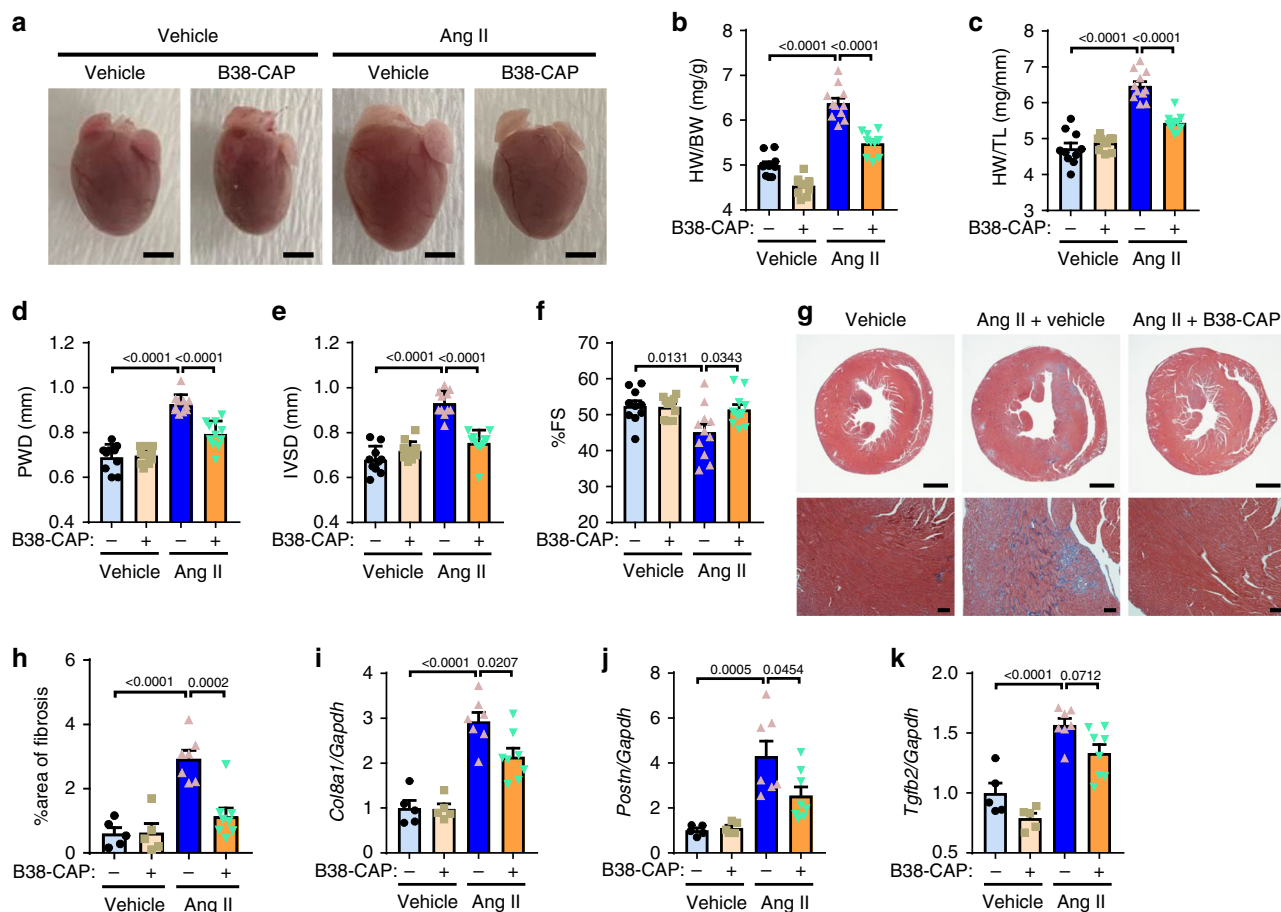 a
Vehicle Ang II
Vehicle B38-CAP Vehicle B38-CAP
b
HW/BW (mg/g)
8
7
6
5
4
<0.0001 <0.0001
B38-CAP: – + – +
Vehicle Ang II
c
HW/TL (mg/mm)
8
7
6
5
4
3
<0.0001 <0.0001
– + – +
Vehicle Ang II
d
PWD (mm)
1.2
1.0
0.8
0.6
0.4
<0.0001 <0.0001
B38-CAP: – + – +
Vehicle Ang II
e
IVSD (mm)
1.2
1.0
0.8
0.6
0.4
<0.0001 <0.0001
B38-CAP: – + – +
Vehicle Ang II
f
%FS
70
60
50
40
30
20
0.0131 0.0343
B38-CAP: – + – +
Vehicle Ang II
g
Vehicle Ang II + vehicle Ang II + B38-CAP
h
%area of fibrosis
6
4
2
0
<0.0001 0.0002
B38-CAP: – + – +
Vehicle Ang II
i
Col8a1/Gapdh
4
3
2
1
0
<0.0001 0.0207
B38-CAP: – + – +
Vehicle Ang II
j
Postn/Gapdh
8
6
4
2
0
0.0005 0.0454
B38-CAP: – + – +
Vehicle Ang II
k
Tgfb2/Gapdh
2.0
1.5
1.0
0.5
<0.0001 0.0712
B38-CAP: – + – +
Vehicle Ang II